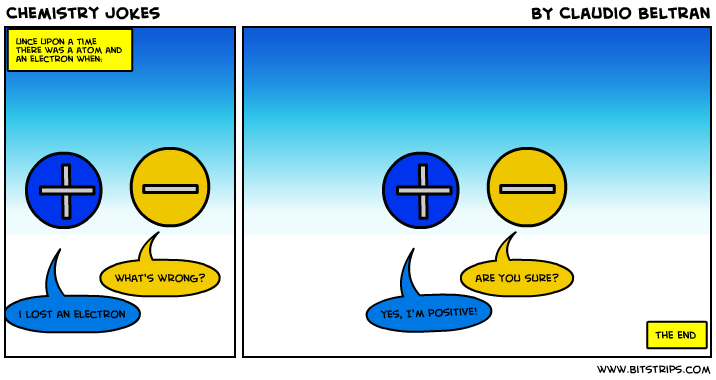 CHEMISTRY JOKES
BY CLAUDIO BELTRAN
UNCE UPON A TIME
THERE WAS A ATOM AND
AN ELECTRON WHEN:
WHAT'S WRONG?
I LOST AN ELECTRON
ARE YOU SURE?
YES, I'M POSITIVE!
THE END
WWW.BITSTRIPS.COM